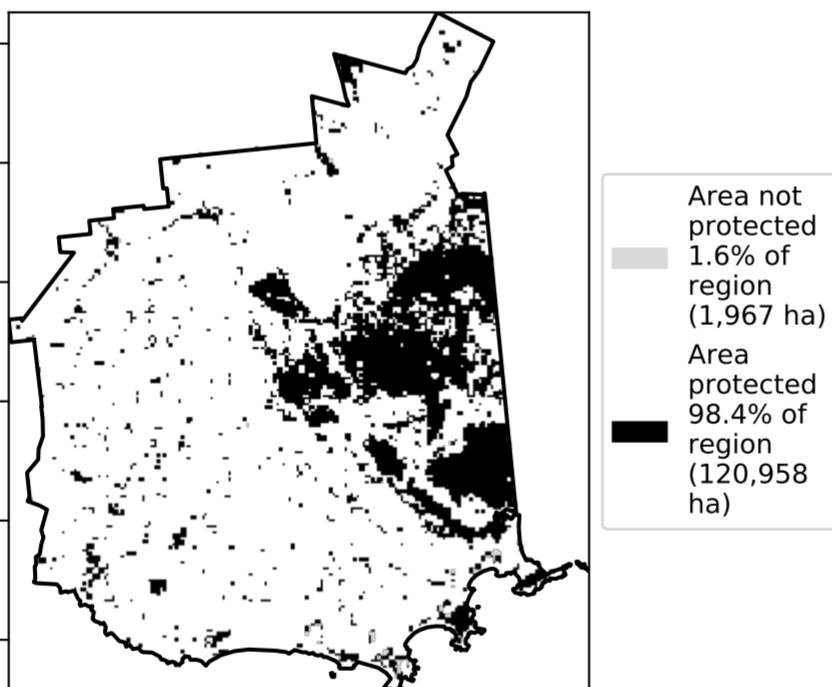 Area not
protected
1.6% of
region
(1,967 ha)
Area
protected
98.4% of
region
(120,958
ha)